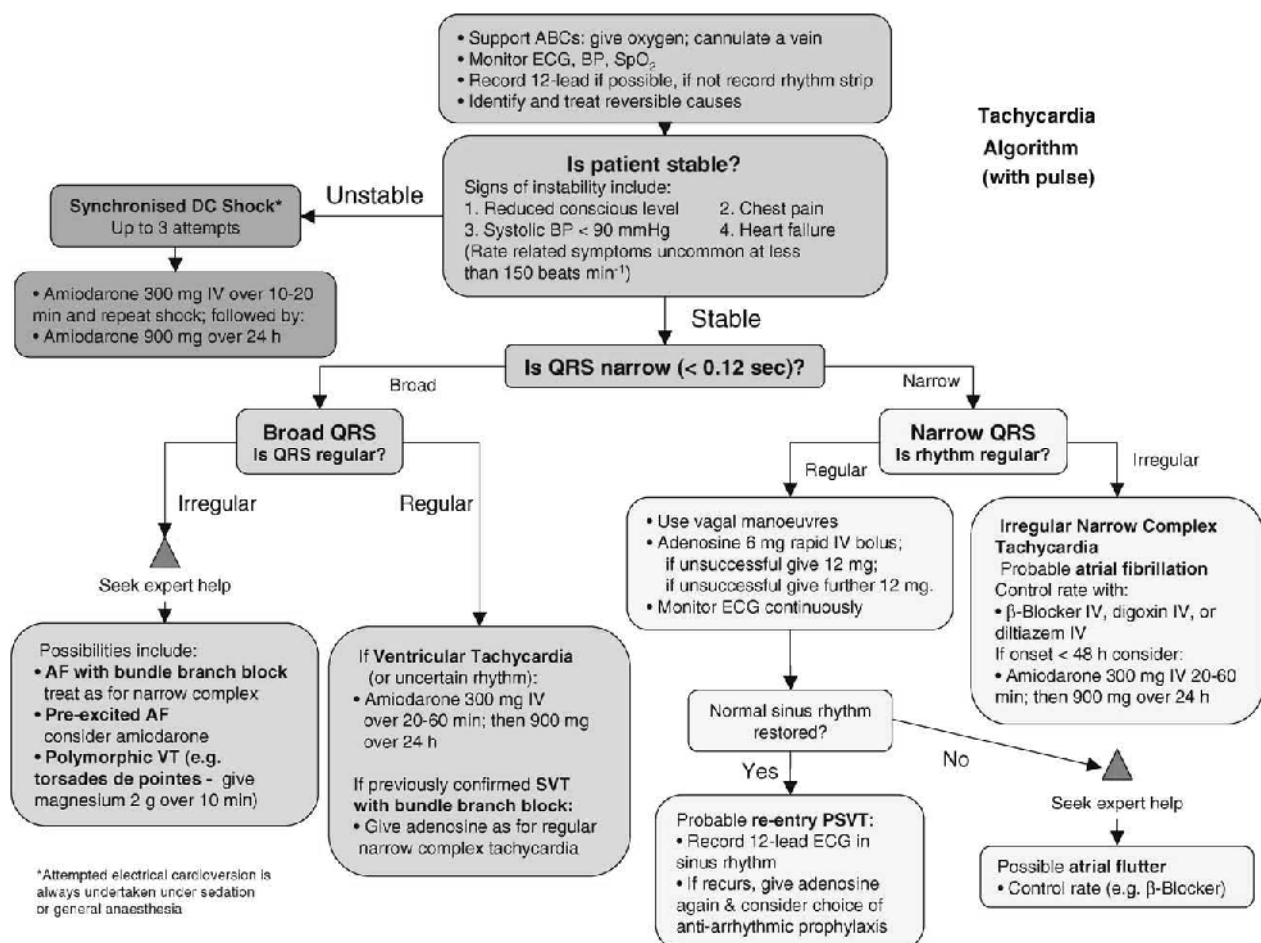 • Support ABCs: give oxygen; cannulate a vein
• Monitor ECG, BP, SpO₂
• Record 12-lead if possible, if not record rhythm strip
• Identify and treat reversible causes
Tachycardia
Algorithm
(with pulse)
Is patient stable?
Signs of instability include:
1. Reduced conscious level 2. Chest pain
3. Systolic BP < 90 mmHg 4. Heart failure
(Rate related symptoms uncommon at less
than 150 beats min⁻¹)
Unstable
Synchronised DC Shock*
Up to 3 attempts
• Amiodarone 300 mg IV over 10-20
min and repeat shock; followed by:
• Amiodarone 900 mg over 24 h
Stable
Is QRS narrow (< 0.12 sec)?
Broad
Narrow
Broad QRS
Is QRS regular?
Narrow QRS
Is rhythm regular?
Irregular
Regular
Regular
Irregular
Seek expert help
Possibilities include:
• AF with bundle branch block
treat as for narrow complex
• Pre-excited AF
consider amiodarone
• Polymorphic VT (e.g.
torsades de pointes - give
magnesium 2 g over 10 min)
If Ventricular Tachycardia
(or uncertain rhythm):
• Amiodarone 300 mg IV
over 20-60 min; then 900 mg
over 24 h
If previously confirmed SVT
with bundle branch block:
• Give adenosine as for regular
narrow complex tachycardia
• Use vagal manoeuvres
• Adenosine 6 mg rapid IV bolus;
if unsuccessful give 12 mg;
if unsuccessful give further 12 mg.
• Monitor ECG continuously
Irregular Narrow Complex
Tachycardia
Probable atrial fibrillation
Control rate with:
• β-Blocker IV, digoxin IV, or
diltiazem IV
If onset < 48 h consider:
• Amiodarone 300 mg IV 20-60
min; then 900 mg over 24 h
Normal sinus rhythm
restored?
Yes
No
Seek expert help
Probable re-entry PSVT:
• Record 12-lead ECG in
sinus rhythm
• If recurs, give adenosine
again & consider choice of
anti-arrhythmic prophylaxis
Possible atrial flutter
• Control rate (e.g. β-Blocker)
*Attempted electrical cardioversion is
always undertaken under sedation
or general anaesthesia